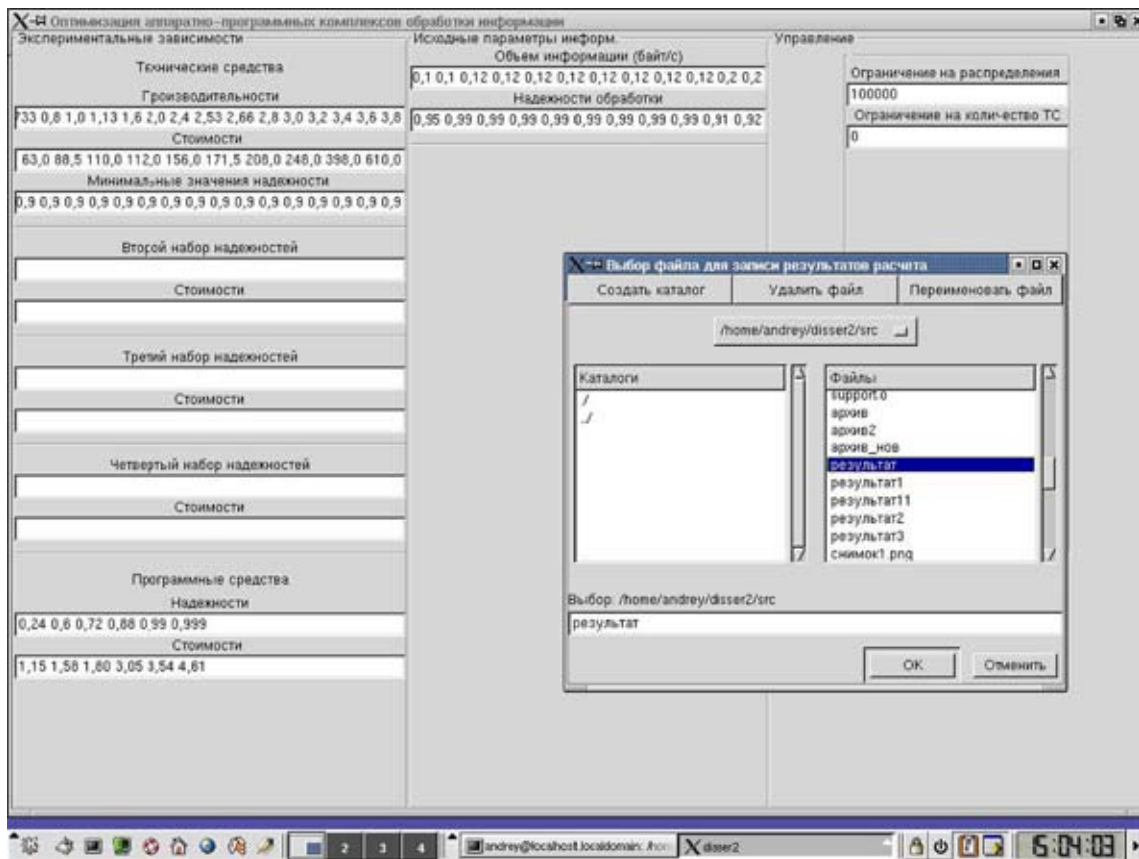 Оптимизация аппаратно-программных комплексов обработки информации
Экспериментальные зависимости
Технические средства
Производительности
733 0,8 1,0 1,13 1,6 2,0 2,4 2,53 2,66 2,8 3,0 3,2 3,4 3,6 3,8
Стоимости
63,0 88,5 110,0 112,0 156,0 171,5 208,0 248,0 398,0 610,0
Минимальные значения надежности
0,9 0,9 0,9 0,9 0,9 0,9 0,9 0,9 0,9 0,9 0,9 0,9 0,9 0,9 0,9 0,9
Второй набор надежностей
Стоимости
Третий набор надежностей
Стоимости
Четвертый набор надежностей
Стоимости
Программные средства
Надежности
0,24 0,6 0,72 0,88 0,99 0,999
Стоимости
1,15 1,58 1,80 3,05 3,54 4,61
Исходные параметры информ.
Объем информации (байт/с)
0,1 0,1 0,12 0,12 0,12 0,12 0,12 0,12 0,12 0,12 0,2 0,2
Надежности обработки
0,95 0,99 0,99 0,99 0,99 0,99 0,99 0,99 0,99 0,91 0,92
Управление
Ограничение на распределения
100000
Ограничение на количество ТС
0
Выбор файла для записи результатов расчета
Создать каталог
Удалить файл
Переименовать файл
/home/andrey/disser2/src
Каталоги
./
../
Файлы
support.o
архив
архив2
архив_нов
результат
результат1
результат11
результат2
результат3
снимок1.png
Выбор: /home/andrey/disser2/src
результат
OK
Отменить
2 3 4
andrey@localhost.localdomain: /hom
disser2
5:04:03